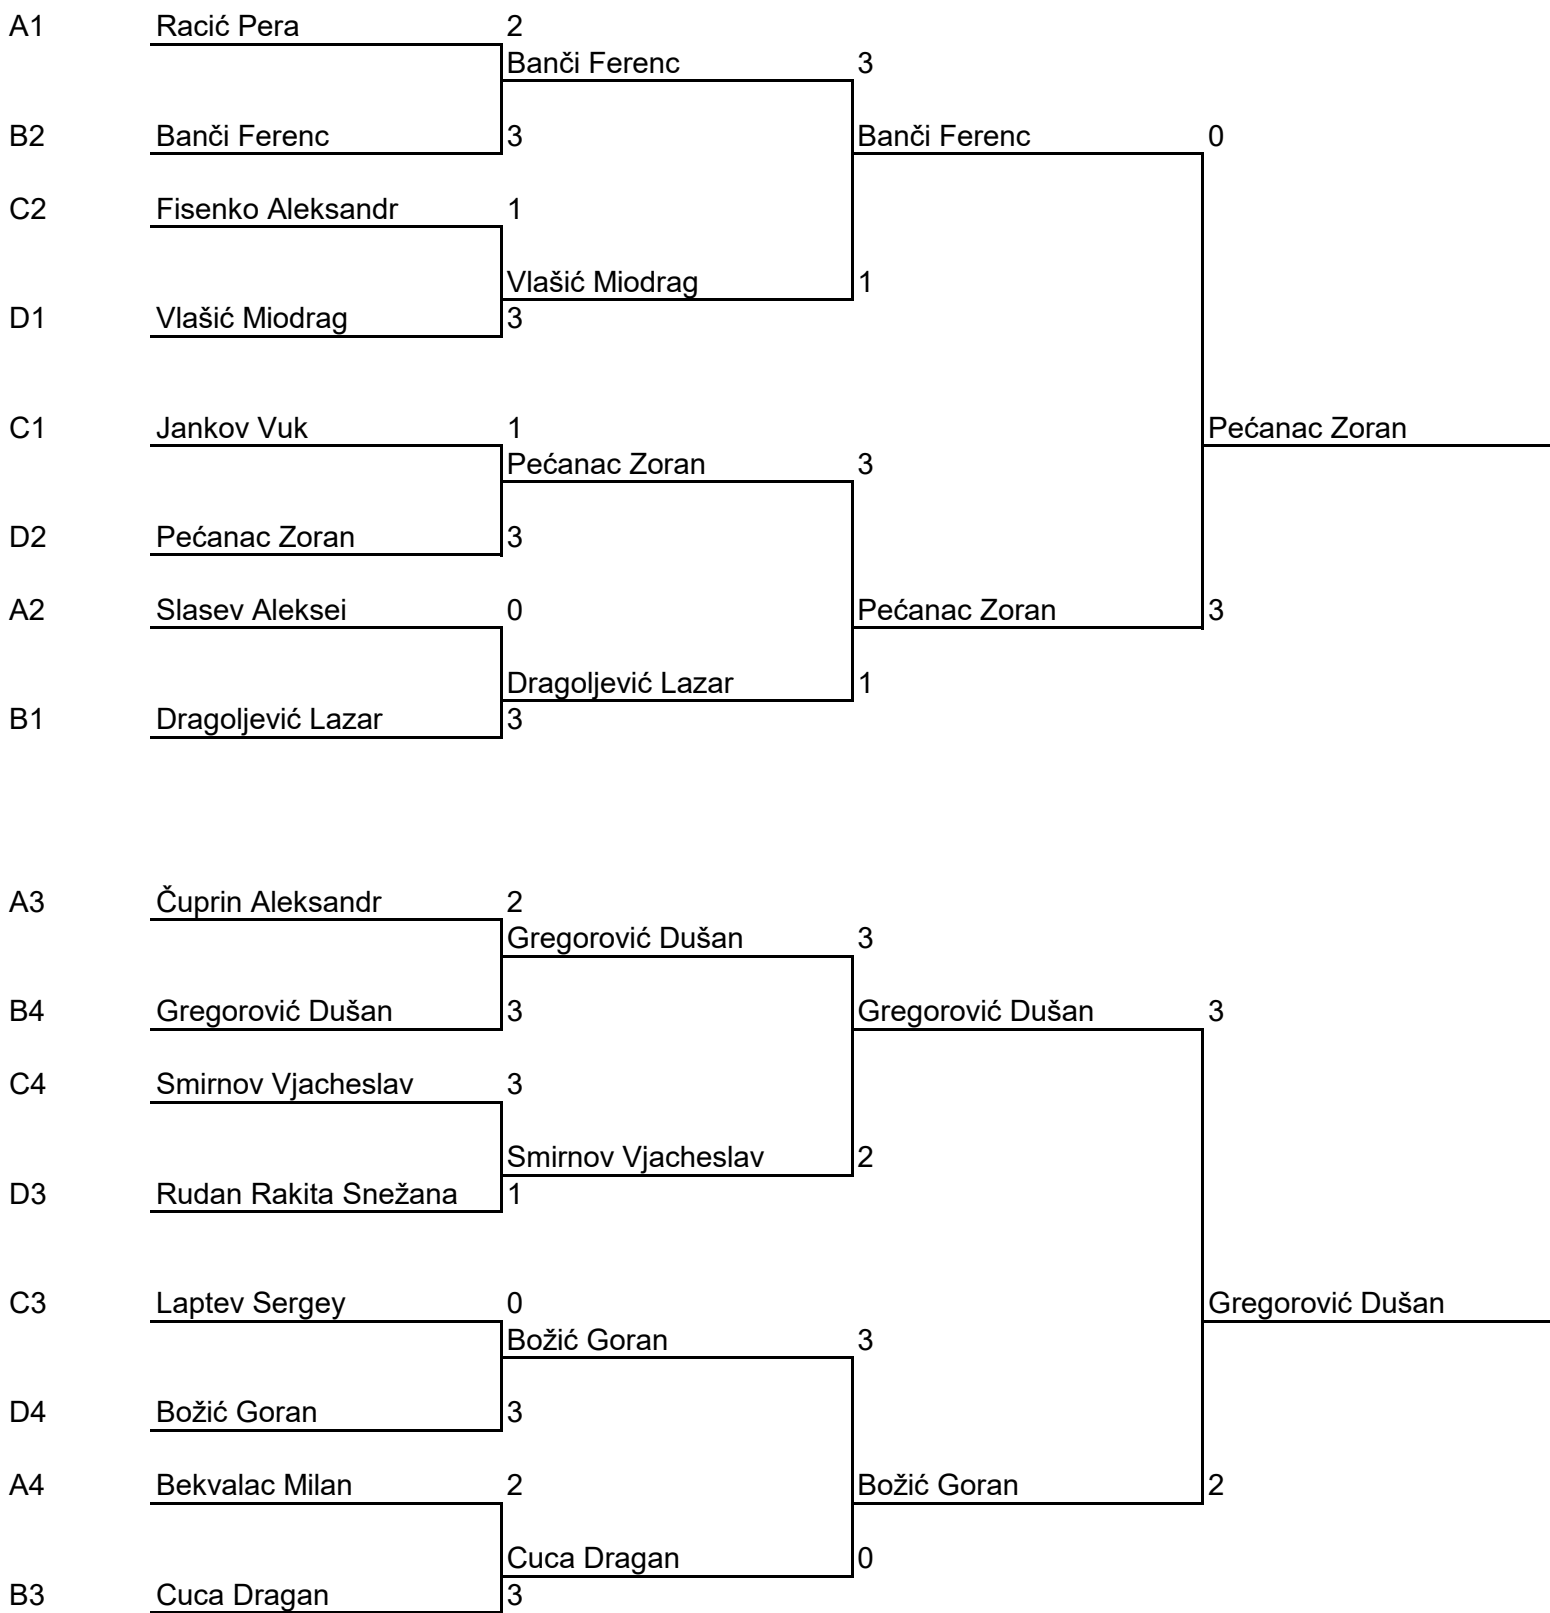 A1 Racić Pera 2
Banči Ferenc 3
B2 Banči Ferenc 3 Banči Ferenc 0
C2 Fisenko Aleksandr 1
Vlašić Miodrag 1
D1 Vlašić Miodrag 3
C1 Jankov Vuk 1 Pećanac Zoran
Pećanac Zoran 3
D2 Pećanac Zoran 3
A2 Slasev Aleksei 0 Pećanac Zoran 3
Dragoljević Lazar 1
B1 Dragoljević Lazar 3
A3 Čuprin Aleksandr 2
Gregorović Dušan 3
B4 Gregorović Dušan 3 Gregorović Dušan 3
C4 Smirnov Vjacheslav 3
Smirnov Vjacheslav 2
D3 Rudan Rakita Snežana 1
C3 Laptev Sergey 0 Gregorović Dušan
Božić Goran 3
D4 Božić Goran 3
A4 Bekvalac Milan 2 Božić Goran 2
Cuca Dragan 0
B3 Cuca Dragan 3